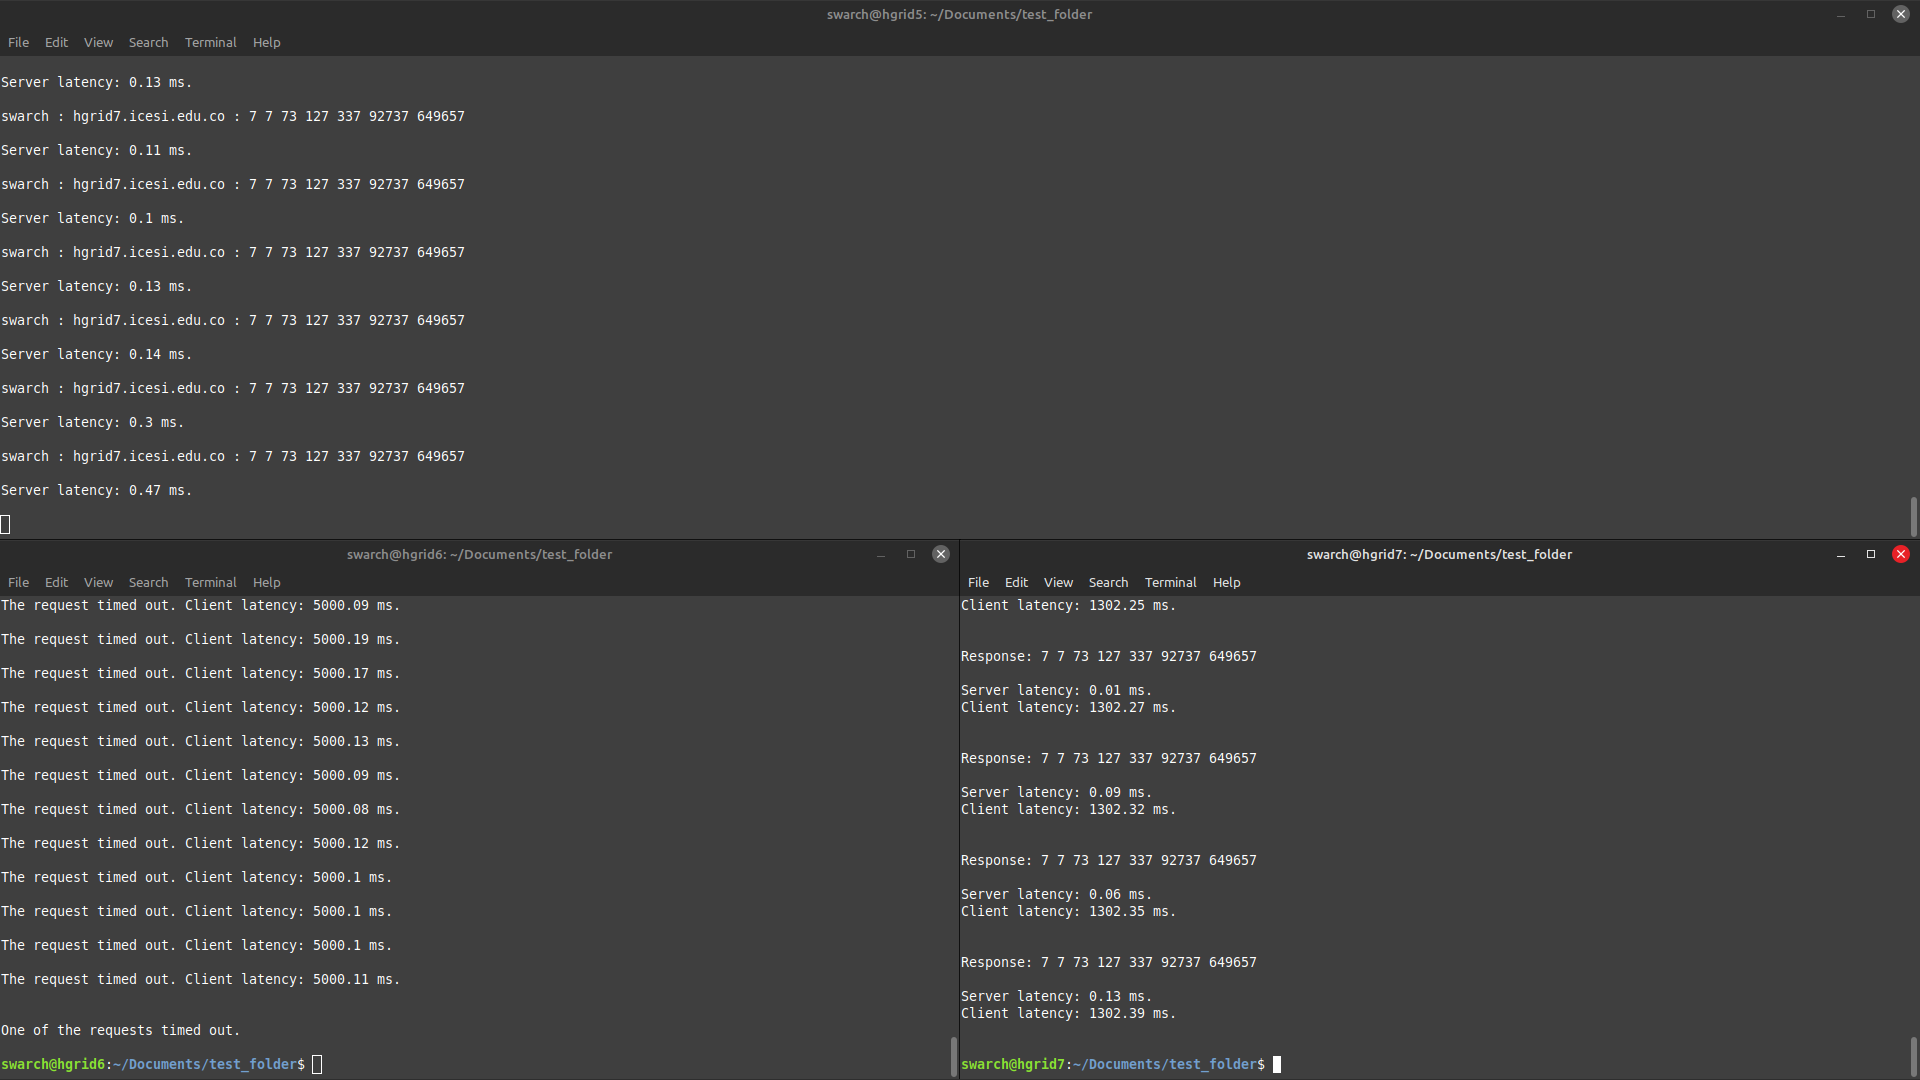 swarch@hgrid5: ~/Documents/test_folder
File Edit View Search Terminal Help
Server latency: 0.13 ms.
swarch : hgrid7.icesi.edu.co : 7 7 73 127 337 92737 649657
Server latency: 0.11 ms.
swarch : hgrid7.icesi.edu.co : 7 7 73 127 337 92737 649657
Server latency: 0.1 ms.
swarch : hgrid7.icesi.edu.co : 7 7 73 127 337 92737 649657
Server latency: 0.13 ms.
swarch : hgrid7.icesi.edu.co : 7 7 73 127 337 92737 649657
Server latency: 0.14 ms.
swarch : hgrid7.icesi.edu.co : 7 7 73 127 337 92737 649657
Server latency: 0.3 ms.
swarch : hgrid7.icesi.edu.co : 7 7 73 127 337 92737 649657
Server latency: 0.47 ms.
swarch@hgrid6: ~/Documents/test_folder
File Edit View Search Terminal Help
The request timed out. Client latency: 5000.09 ms.
The request timed out. Client latency: 5000.19 ms.
The request timed out. Client latency: 5000.17 ms.
The request timed out. Client latency: 5000.12 ms.
The request timed out. Client latency: 5000.13 ms.
The request timed out. Client latency: 5000.09 ms.
The request timed out. Client latency: 5000.08 ms.
The request timed out. Client latency: 5000.12 ms.
The request timed out. Client latency: 5000.1 ms.
The request timed out. Client latency: 5000.1 ms.
The request timed out. Client latency: 5000.1 ms.
The request timed out. Client latency: 5000.11 ms.
One of the requests timed out.
swarch@hgrid6:~/Documents/test_folder$
swarch@hgrid7: ~/Documents/test_folder
File Edit View Search Terminal Help
Client latency: 1302.25 ms.
Response: 7 7 73 127 337 92737 649657
Server latency: 0.01 ms.
Client latency: 1302.27 ms.
Response: 7 7 73 127 337 92737 649657
Server latency: 0.09 ms.
Client latency: 1302.32 ms.
Response: 7 7 73 127 337 92737 649657
Server latency: 0.06 ms.
Client latency: 1302.35 ms.
Response: 7 7 73 127 337 92737 649657
Server latency: 0.13 ms.
Client latency: 1302.39 ms.
swarch@hgrid7:~/Documents/test_folder$